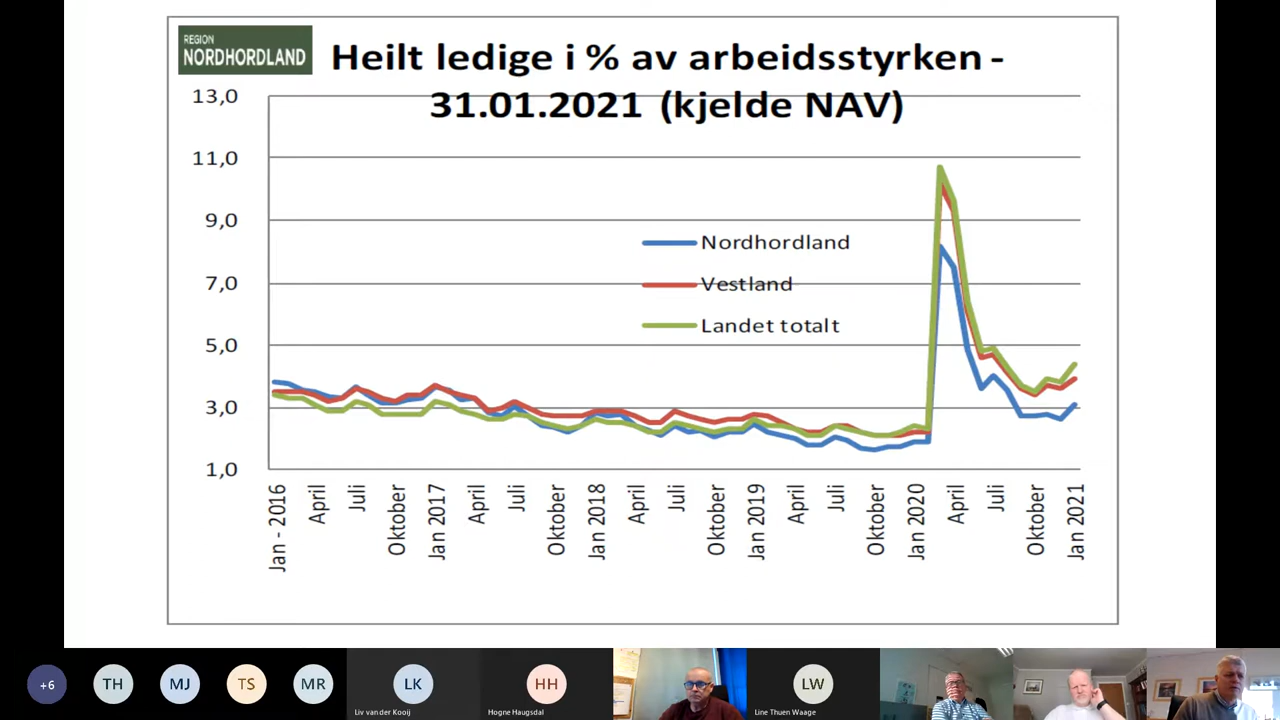 REGION
NORDHORDLAND
Heilt ledige i % av arbeidsstyrken -
31.01.2021 (kjelde NAV)
13,0
11,0
9,0
7,0
5,0
3,0
1,0
Nordhordland
Vestland
Landet totalt
Jan - 2016
April
Juli
Oktober
Jan 2017
April
Juli
Oktober
Jan 2018
April
Juli
Oktober
Jan 2019
April
Juli
Oktober
Jan 2020
April
Juli
Oktober
Jan 2021
+6
TH
MJ
TS
MR
LK
Liv van der Kooij
HH
Hogne Haugsdal
LW
Line Thuen Waage